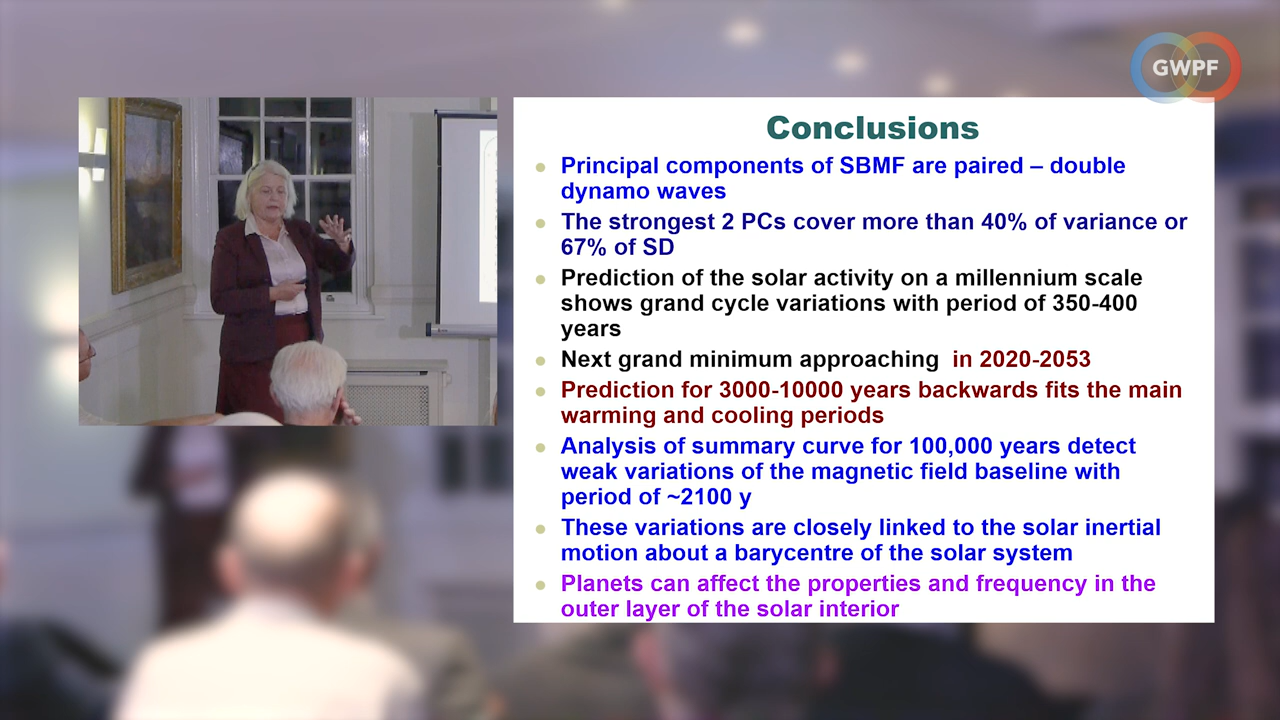 GWPF
Conclusions
Principal components of SBMF are paired – double
dynamo waves
The strongest 2 PCs cover more than 40% of variance or
67% of SD
Prediction of the solar activity on a millennium scale
shows grand cycle variations with period of 350-400
years
Next grand minimum approaching in 2020-2053
Prediction for 3000-10000 years backwards fits the main
warming and cooling periods
Analysis of summary curve for 100,000 years detect
weak variations of the magnetic field baseline with
period of ~2100 y
These variations are closely linked to the solar inertial
motion about a barycentre of the solar system
Planets can affect the properties and frequency in the
outer layer of the solar interior